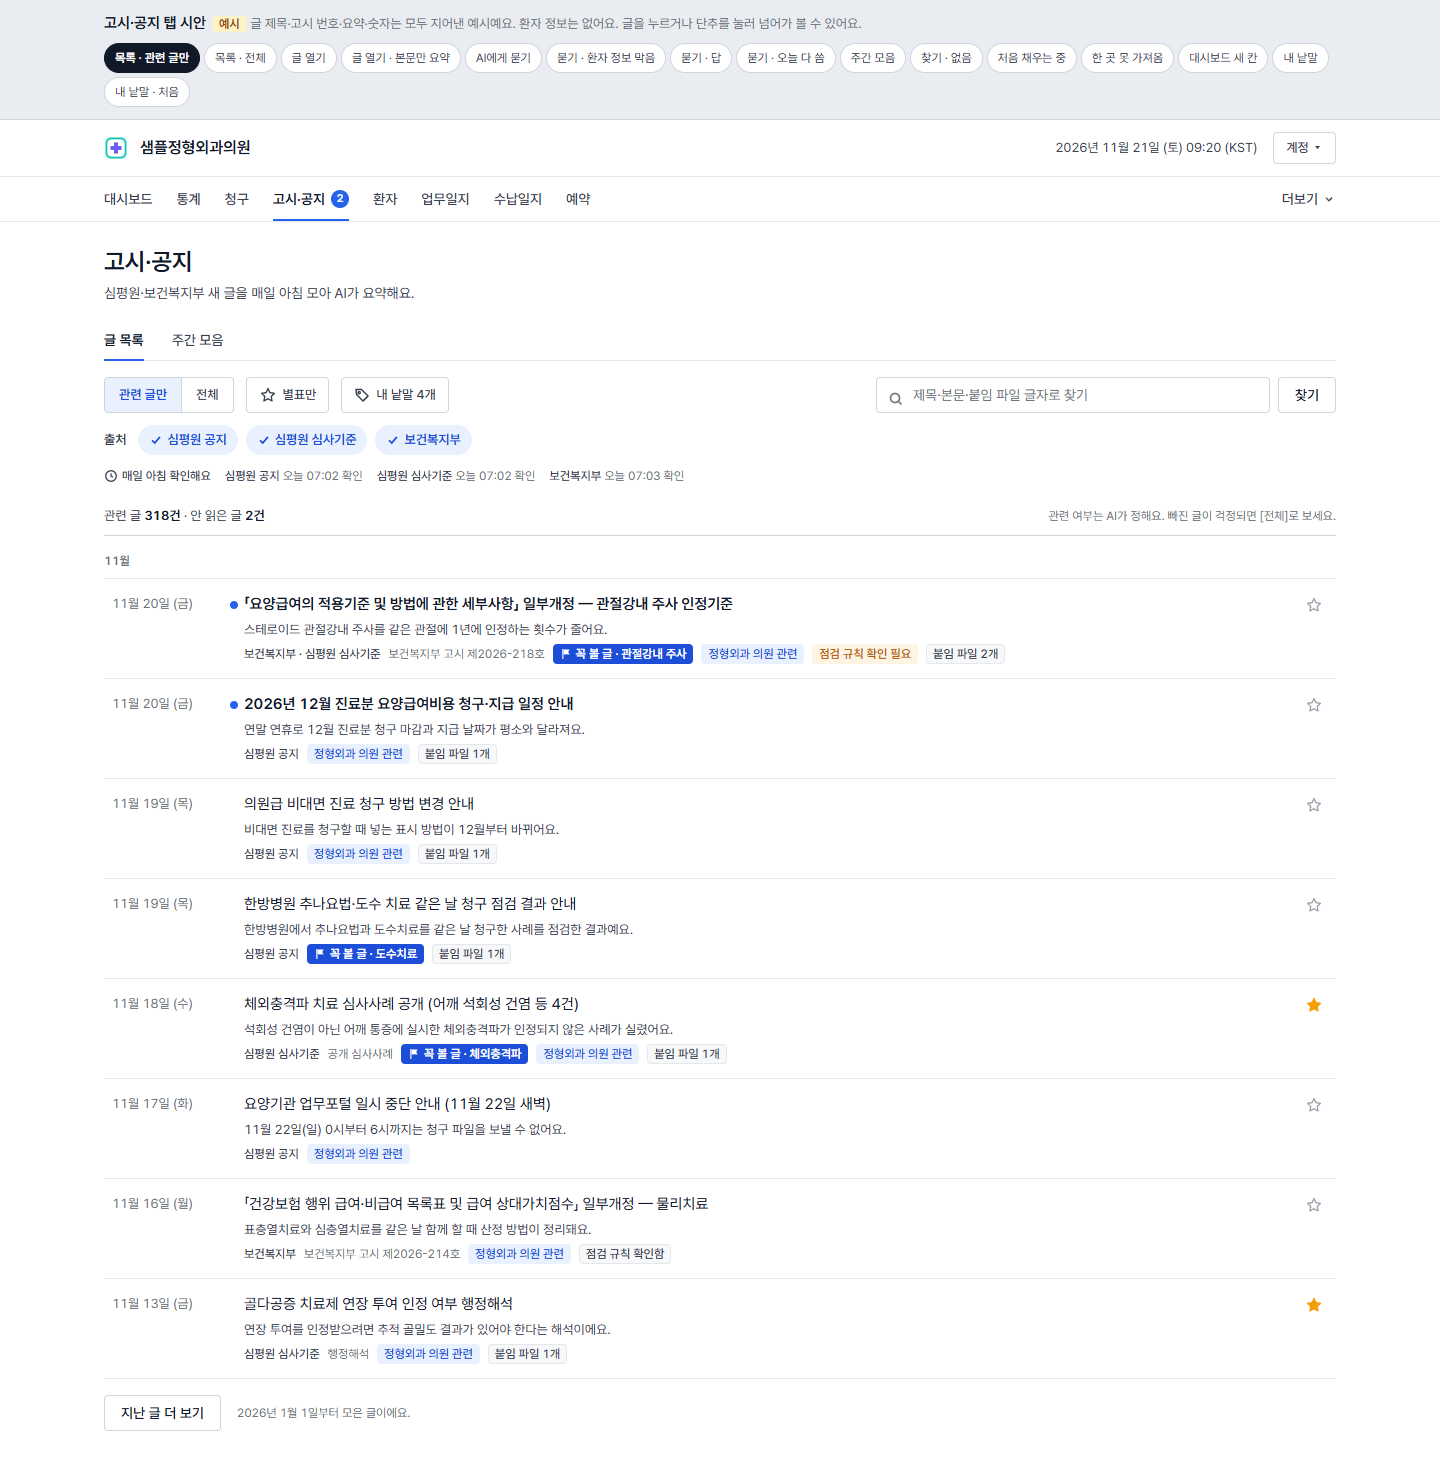 고시·공지 탭 시안 예시 글 제목·고시 번호·요약·숫자는 모두 지어낸 예시예요. 환자 정보는 없어요. 글을 누르거나 단추를 눌러 넘어가 볼 수 있어요.
목록 · 관련 글만 목록 · 전체 글 열기 글 열기 · 본문만 요약 AI에게 묻기 묻기 · 환자 정보 막음 묻기 · 답 묻기 · 오늘 다 씀 주간 모음 찾기 · 없음 처음 채우는 중 한 곳 못 가져옴 대시보드 새 칸 내 낱말
내 낱말 · 처음
샘플정형외과의원 2026년 11월 21일 (토) 09:20 (KST) 계정
대시보드 통계 청구 고시·공지 2 환자 업무일지 수납일지 예약 더보기
고시·공지
심평원·보건복지부 새 글을 매일 아침 모아 AI가 요약해요.
글 목록 주간 모음
관련 글만 전체 별표만 내 낱말 4개 제목·본문·붙임 파일 글자로 찾기 찾기
출처 심평원 공지 심평원 심사기준 보건복지부
매일 아침 확인해요 심평원 공지 오늘 07:02 확인 심평원 심사기준 오늘 07:02 확인 보건복지부 오늘 07:03 확인
관련 글 318건 · 안 읽은 글 2건 관련 여부는 AI가 정해요. 빠진 글이 걱정되면 [전체]로 보세요.
11월
11월 20일 (금) 「요양급여의 적용기준 및 방법에 관한 세부사항」 일부개정 — 관절강내 주사 인정기준
스테로이드 관절강내 주사를 같은 관절에 1년에 인정하는 횟수가 줄어요.
보건복지부 · 심평원 심사기준 보건복지부 고시 제2026-218호 꼭 볼 글 · 관절강내 주사 정형외과 의원 관련 점검 규칙 확인 필요 붙임 파일 2개
11월 20일 (금) 2026년 12월 진료분 요양급여비용 청구·지급 일정 안내
연말 연휴로 12월 진료분 청구 마감과 지급 날짜가 평소와 달라져요.
심평원 공지 정형외과 의원 관련 붙임 파일 1개
11월 19일 (목) 의원급 비대면 진료 청구 방법 변경 안내
비대면 진료를 청구할 때 넣는 표시 방법이 12월부터 바뀌어요.
심평원 공지 정형외과 의원 관련 붙임 파일 1개
11월 19일 (목) 한방병원 추나요법·도수 치료 같은 날 청구 점검 결과 안내
한방병원에서 추나요법과 도수치료를 같은 날 청구한 사례를 점검한 결과예요.
심평원 공지 꼭 볼 글 · 도수치료 붙임 파일 1개
11월 18일 (수) 체외충격파 치료 심사사례 공개 (어깨 석회성 건염 등 4건)
석회성 건염이 아닌 어깨 통증에 실시한 체외충격파가 인정되지 않은 사례가 실렸어요.
심평원 심사기준 공개 심사사례 꼭 볼 글 · 체외충격파 정형외과 의원 관련 붙임 파일 1개
11월 17일 (화) 요양기관 업무포털 일시 중단 안내 (11월 22일 새벽)
11월 22일(일) 0시부터 6시까지는 청구 파일을 보낼 수 없어요.
심평원 공지 정형외과 의원 관련
11월 16일 (월) 「건강보험 행위 급여·비급여 목록표 및 급여 상대가치점수」 일부개정 — 물리치료
표층열치료와 심층열치료를 같은 날 함께 할 때 산정 방법이 정리돼요.
보건복지부 보건복지부 고시 제2026-214호 정형외과 의원 관련 점검 규칙 확인함
11월 13일 (금) 골다공증 치료제 연장 투여 인정 여부 행정해석
연장 투여를 인정받으려면 추적 골밀도 결과가 있어야 한다는 해석이에요.
심평원 심사기준 행정해석 정형외과 의원 관련 붙임 파일 1개
지난 글 더 보기 2026년 1월 1일부터 모은 글이에요.